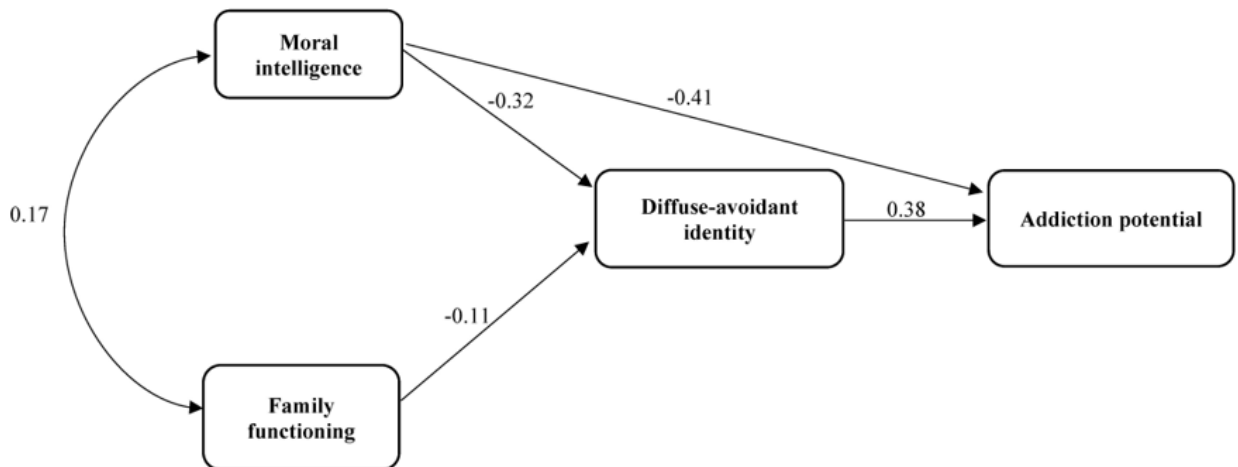 Moral
intelligence
-0.32
-0.41
0.17
Diffuse-avoidant
identity
0.38
Addiction potential
-0.11
Family
functioning